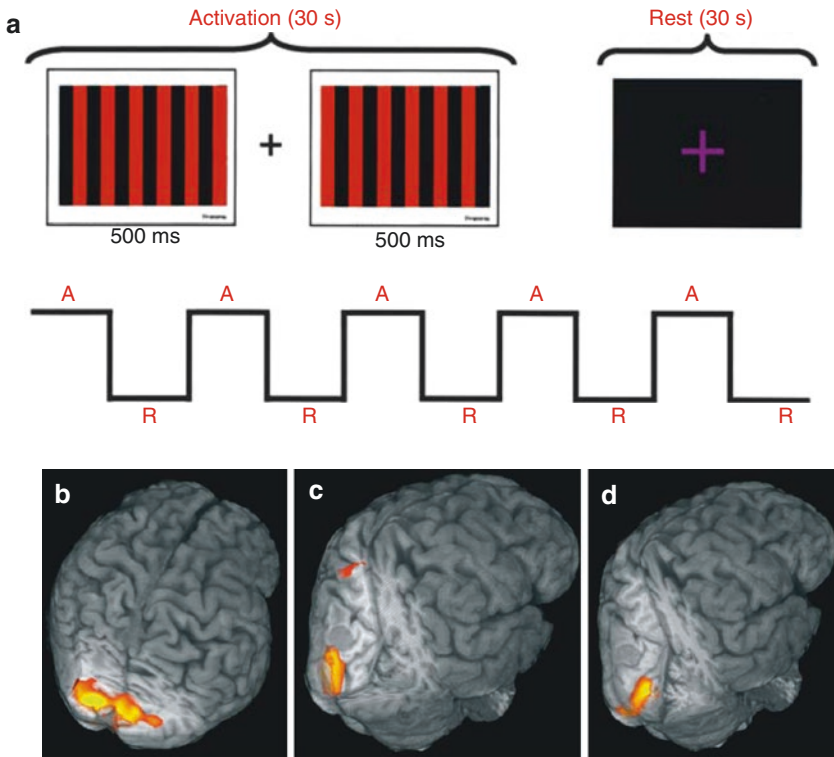 a
Activation (30 s)
Rest (30 s)
+
500 ms
500 ms
A A A A A
R R R R R
b
c
d